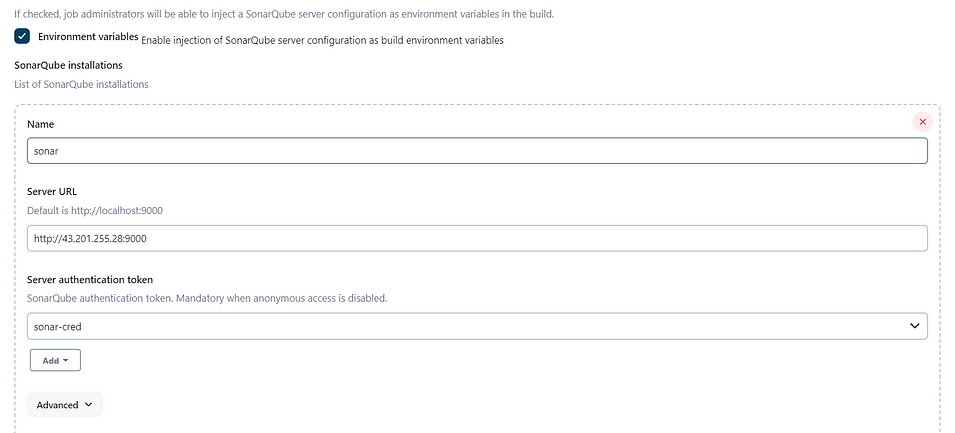 If checked, job administrators will be able to inject a SonarQube server configuration as environment variables in the build.
Environment variables Enable injection of SonarQube server configuration as build environment variables
SonarQube installations
List of SonarQube installations
Name
sonar
Server URL
Default is http://localhost:9000
http://43.201.255.28:9000
Server authentication token
SonarQube authentication token. Mandatory when anonymous access is disabled.
sonar-cred
Add
Advanced